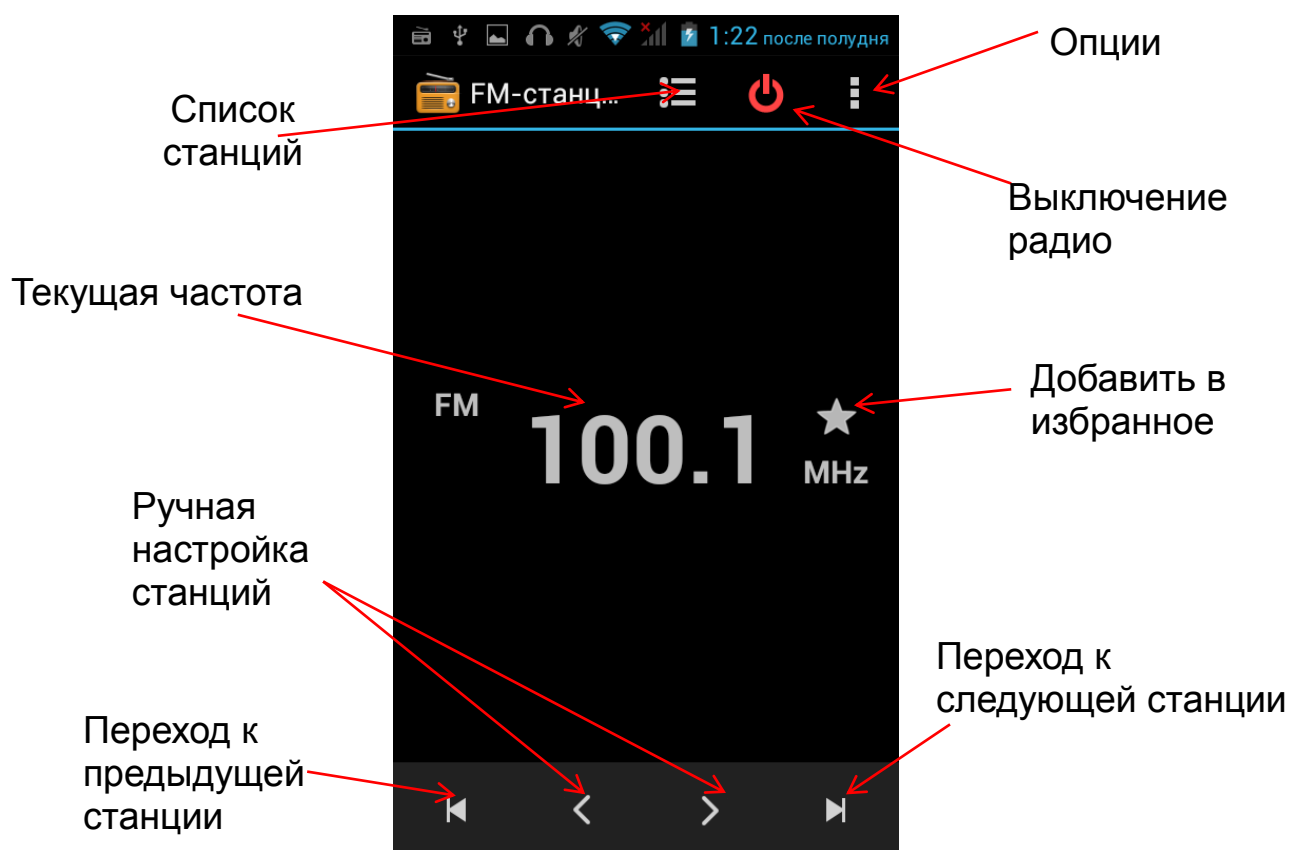 1:22 после полудня
Опции
FM-станц...
Список
станций
Выключение
радио
Текущая частота
Добавить в
избранное
FM
100.1
MHz
Ручная
настройка
станций
Переход к
следующей станции
Переход к
предыдущей
станции